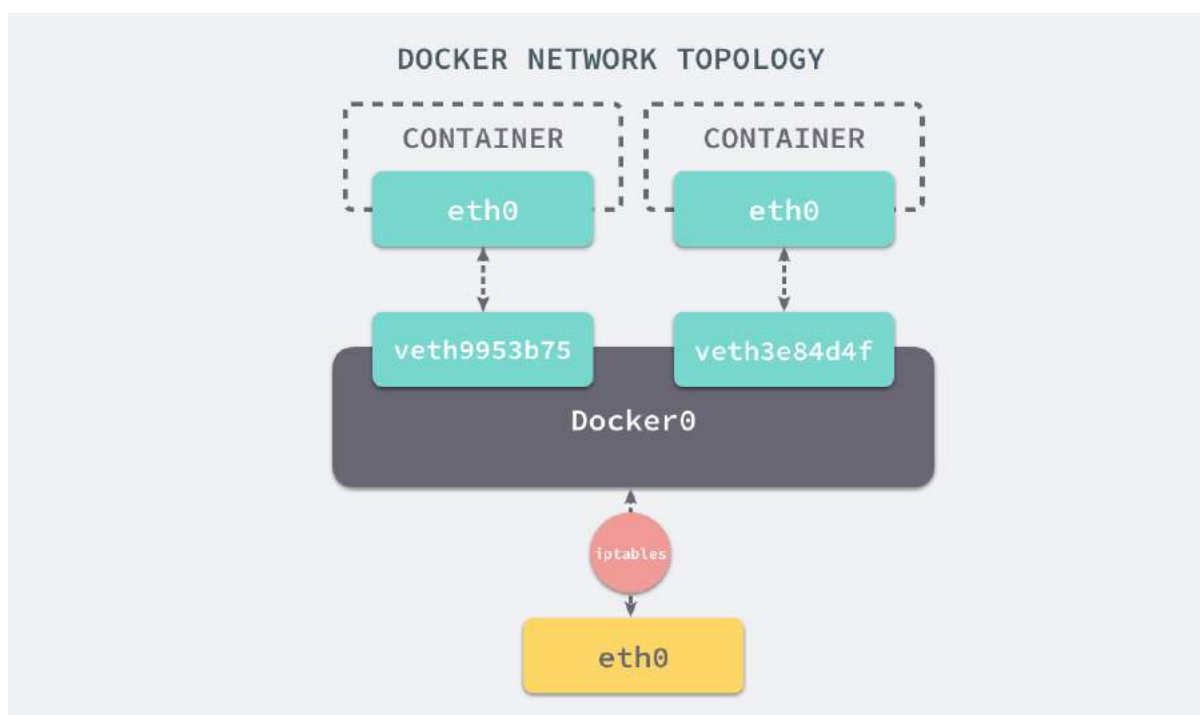 DOCKER NETWORK TOPOLOGY
CONTAINER
CONTAINER
eth0
eth0
veth9953b75
veth3e84d4f
Docker0
iptables
eth0